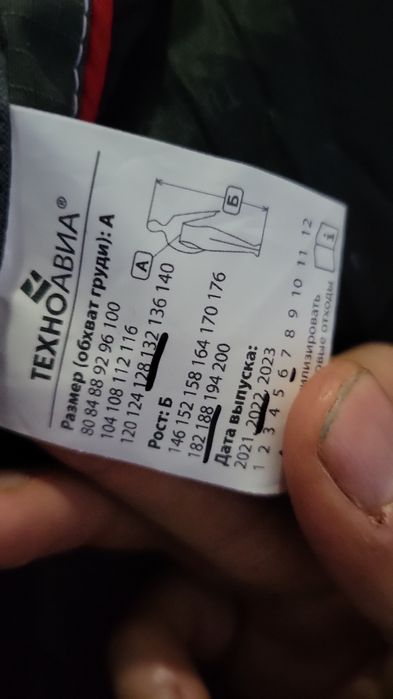 ТЕХНОАВИА®
Размер (обхват груди): А
80 84 88 92 96 100
104 108 112 116
120 124 128 132 136 140
Рост: Б
146 152 158 164 170 176
182 188 194 200
Дата выпуска:
2021 2022 2023
1 2 3 4 5 6 7 8 9 10 11 12
А
Б
отходы
i